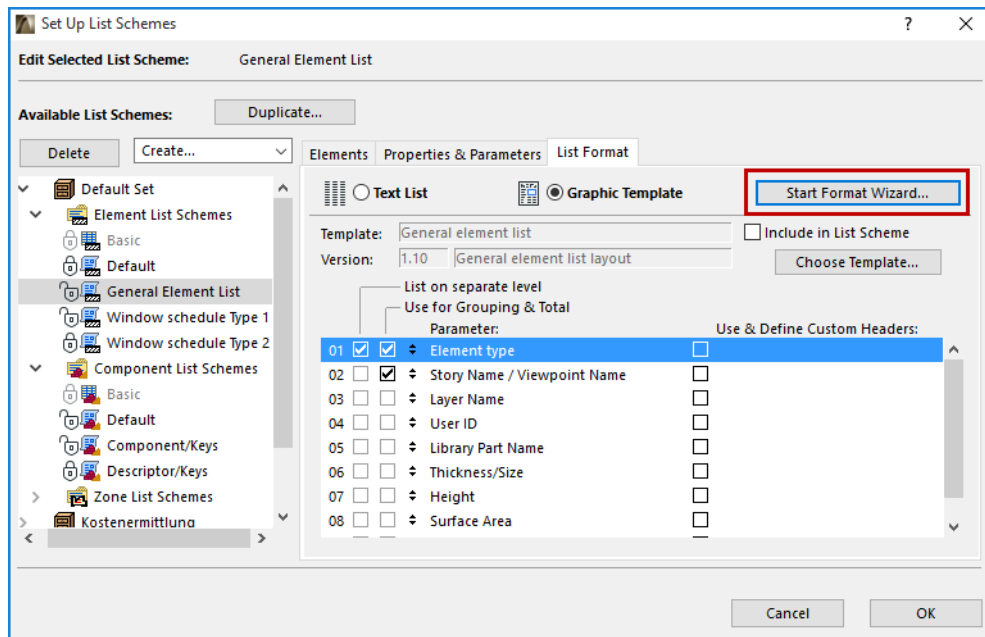 Set Up List Schemes
?
Edit Selected List Scheme: General Element List
Available List Schemes: Duplicate...
Delete Create...
Default Set
Element List Schemes
Basic
Default
General Element List
Window schedule Type 1
Window schedule Type 2
Component List Schemes
Basic
Default
Component/Keys
Descriptor/Keys
Zone List Schemes
Kostenermittlung
Elements Properties & Parameters List Format
Text List Graphic Template Start Format Wizard...
Template: General element list Include in List Scheme
Version: 1.10 General element list layout Choose Template...
List on separate level
Use for Grouping & Total
Parameter: Use & Define Custom Headers:
01 Element type
02 Story Name / Viewpoint Name
03 Layer Name
04 User ID
05 Library Part Name
06 Thickness/Size
07 Height
08 Surface Area
Cancel OK